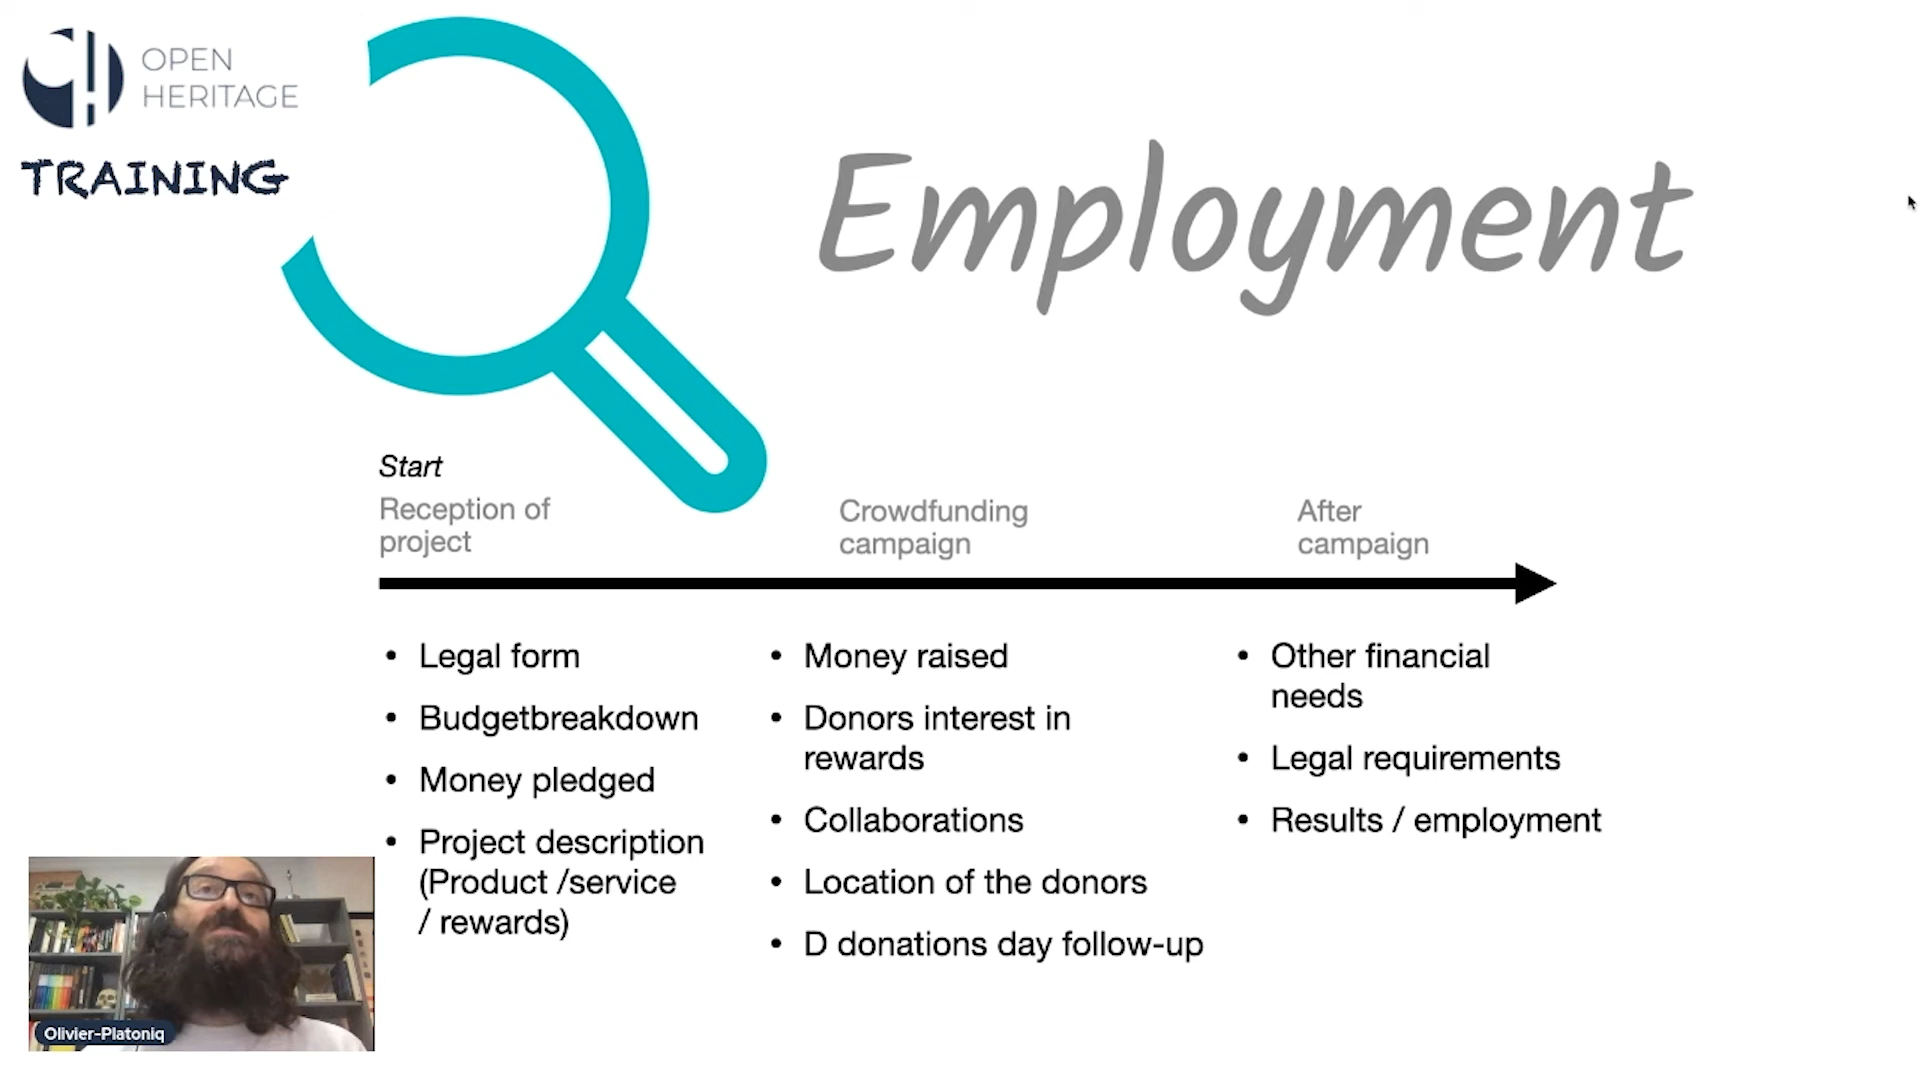 OPEN
HERITAGE
TRAINING
Employment
Start
Reception of
project
Crowdfunding
campaign
After
campaign
• Legal form
• Budgetbreakdown
• Money pledged
• Project description
(Product /service
/ rewards)
• Money raised
• Donors interest in
rewards
• Collaborations
• Location of the donors
• D donations day follow-up
• Other financial
needs
• Legal requirements
• Results / employment
Olivier-Platoniq